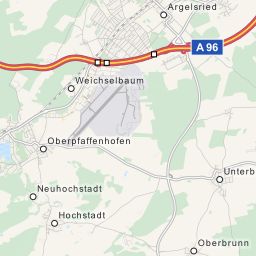 Argelsried
A 96
Weichselbaum
Oberpfaffenhofen
Unterb
Neuhochstadt
Hochstadt
Oberbrunn